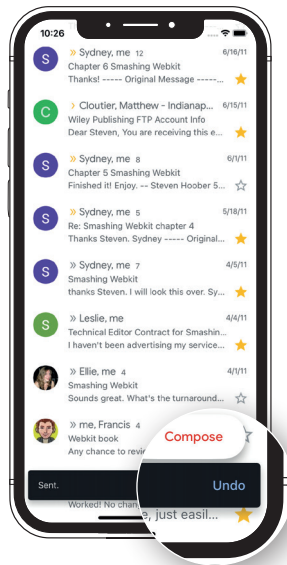 10:26
» Sydney, me 12 6/16/11
Chapter 6 Smashing Webkit
Thanks! ----- Original Message -----...
› Cloutier, Matthew - Indianap... 6/15/11
Wiley Publishing FTP Account Info
Dear Steven, You are receiving this e...
» Sydney, me 8 6/1/11
Chapter 5 Smashing Webkit
Finished it! Enjoy. -- Steven Hoober 5...
» Sydney, me 5 5/18/11
Re: Smashing Webkit chapter 4
Thanks Steven. Sydney ----- Original...
» Sydney, me 7 4/5/11
Smashing Webkit
thanks Steven. I will look this over. Sy...
» Leslie, me 4/4/11
Technical Editor Contract for Smashin...
I haven't been advertising my service...
» Ellie, me 4 4/1/11
Smashing Webkit
Sounds great. What's the turnaround...
» me, Francis 4
Webkit book
Any chance to revi
Compose
Sent. Undo
Worked! No chan
e, just easil...
S
C
S
S
S
L